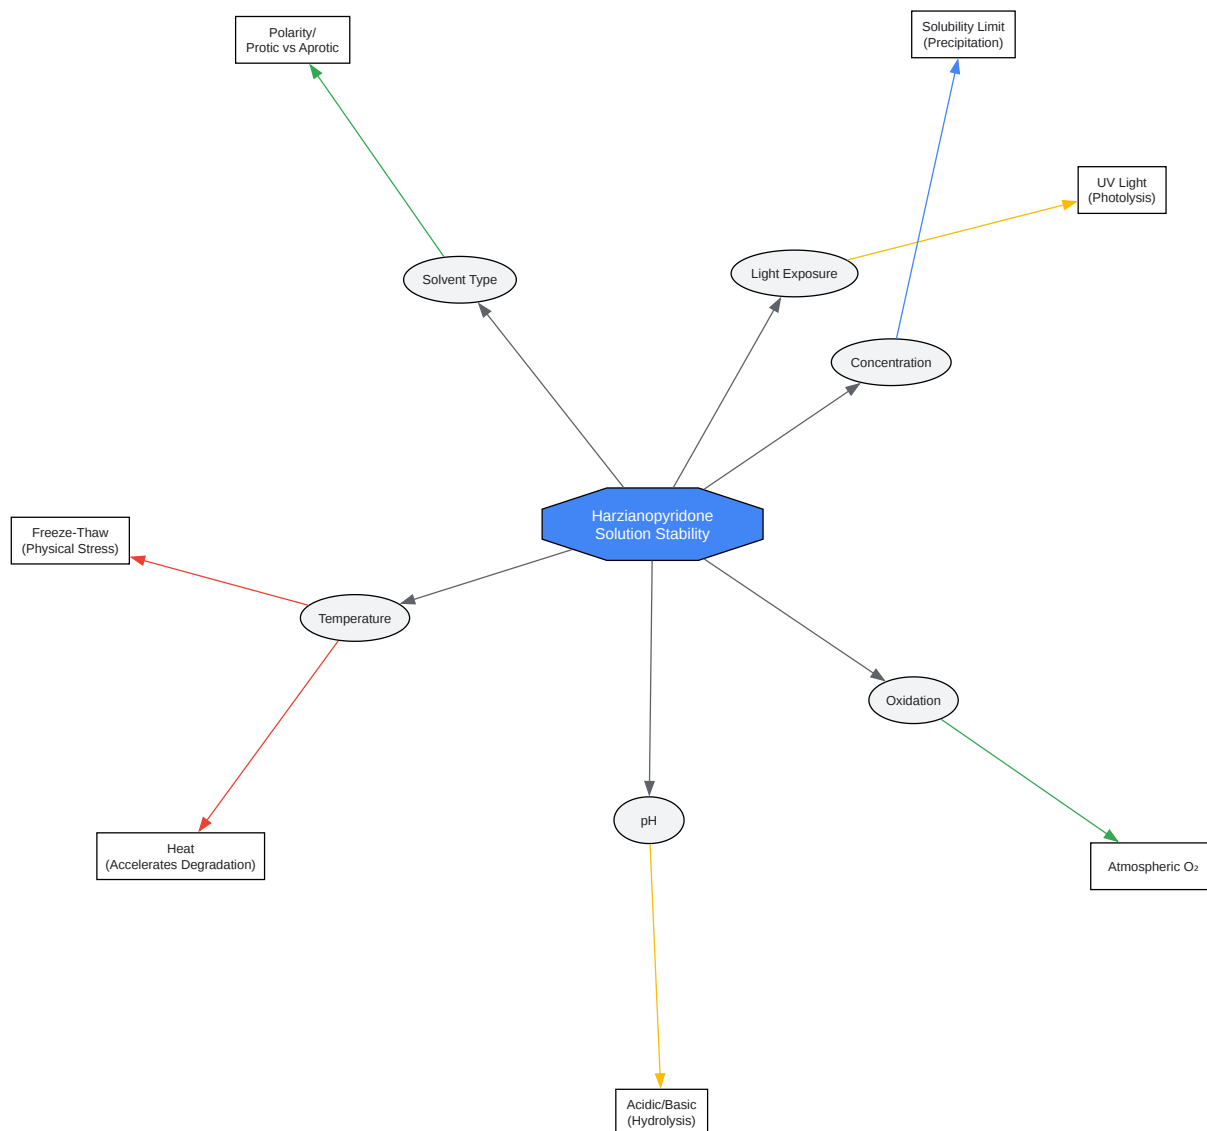 Polarity/
Protic vs Aprotic
Solubility Limit
(Precipitation)
UV Light
(Photolysis)
Solvent Type
Light Exposure
Concentration
Harzianopyridone
Solution Stability
Freeze-Thaw
(Physical Stress)
Temperature
Oxidation
pH
Heat
(Accelerates Degradation)
Atmospheric O₂
Acidic/Basic
(Hydrolysis)